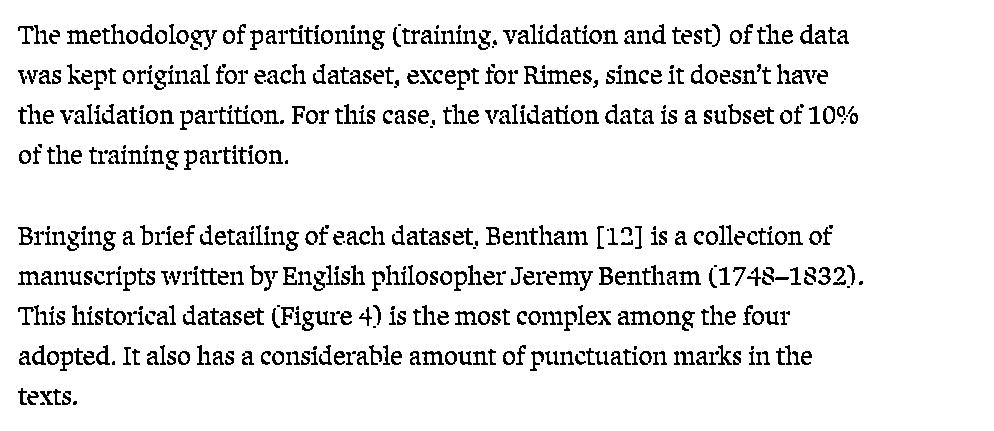 The methodology of partitioning (training, validation and test) of the data
was kept original for each dataset, except for Rimes, since it doesn’t have
the validation partition. For this case, the validation data is a subset of 10%
of the training partition.
Bringing a brief detailing of each dataset, Bentham [12] is a collection of
manuscripts written by English philosopher Jeremy Bentham (1748–1832).
This historical dataset (Figure 4) is the most complex among the four
adopted. It also has a considerable amount of punctuation marks in the
texts.